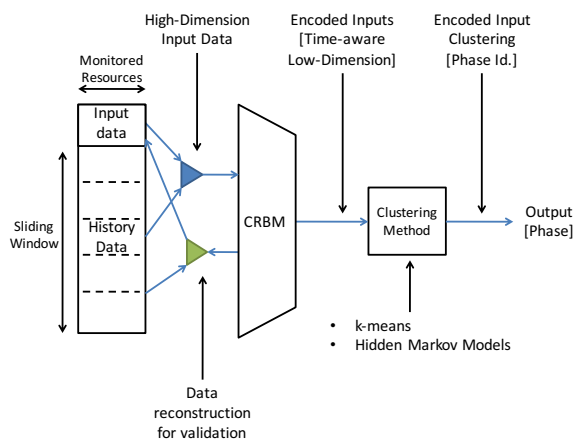 High-Dimension
Input Data
Encoded Inputs
[Time-aware
Low-Dimension]
Encoded Input
Clustering
[Phase Id.]
Monitored
Resources
Input
data
Sliding
Window
History
Data
CRBM
Clustering
Method
Output
[Phase]
• k-means
• Hidden Markov Models
Data
reconstruction
for validation